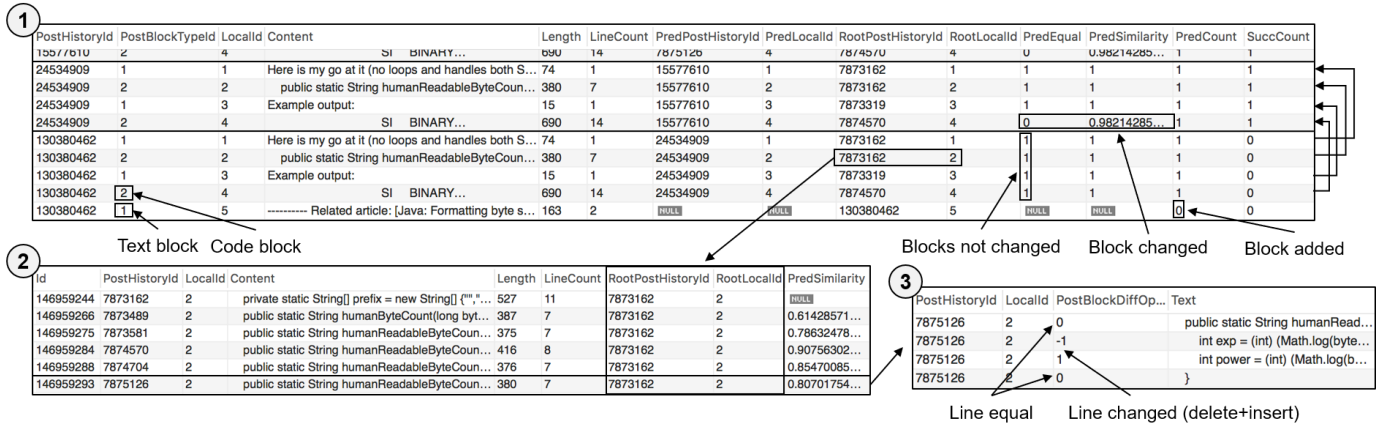 1
PostHistoryId PostBlockTypeId LocalId Content Length LineCount PredPostHistoryId PredLocalId RootPostHistoryId RootLocalId PredEqual PredSimilarity PredCount SuccCount
15577610 2 4 SI BINARY… 690 14 7875126 4 7874570 4 0 0.98214285… 1 1
24534909 1 1 Here is my go at it (no loops and handles both S… 74 1 15577610 1 7873162 1 1 1 1 1
24534909 2 2 public static String humanReadableByteCoun… 380 7 15577610 2 7873162 2 1 1 1 1
24534909 1 3 Example output: 15 1 15577610 3 7873319 3 1 1 1 1
24534909 2 4 SI BINARY… 690 14 15577610 4 7874570 4 0 0.98214285… 1 1
130380462 1 1 Here is my go at it (no loops and handles both S… 74 1 24534909 1 7873162 1 1 1 1 0
130380462 2 2 public static String humanReadableByteCoun… 380 7 24534909 2 7873162 2 1 1 1 0
130380462 1 3 Example output: 15 1 24534909 3 7873319 3 1 1 1 0
130380462 2 4 SI BINARY… 690 14 24534909 4 7874570 4 1 1 1 0
130380462 1 5 ---------- Related article: [Java: Formatting byte s… 163 2 NULL NULL 130380462 5 NULL NULL 0 0
Text block Code block Blocks not changed Block changed Block added
2
Id PostHistoryId LocalId Content Length LineCount RootPostHistoryId RootLocalId PredSimilarity
146959244 7873162 2 private static String[] prefix = new String[] {"","… 527 11 7873162 2 NULL
146959266 7873489 2 public static String humanByteCount(long byt… 387 7 7873162 2 0.61428571…
146959275 7873581 2 public static String humanReadableByteCoun… 375 7 7873162 2 0.78632478…
146959284 7874570 2 public static String humanReadableByteCoun… 416 8 7873162 2 0.90756302…
146959288 7874704 2 public static String humanReadableByteCoun… 376 7 7873162 2 0.85470085…
146959293 7875126 2 public static String humanReadableByteCoun… 380 7 7873162 2 0.80701754…
3
PostHistoryId LocalId PostBlockDiffOp... Text
7875126 2 0 public static String humanRead…
7875126 2 -1 int exp = (int) (Math.log(byte…
7875126 2 1 int power = (int) (Math.log(b…
7875126 2 0 }
Line equal Line changed (delete+insert)